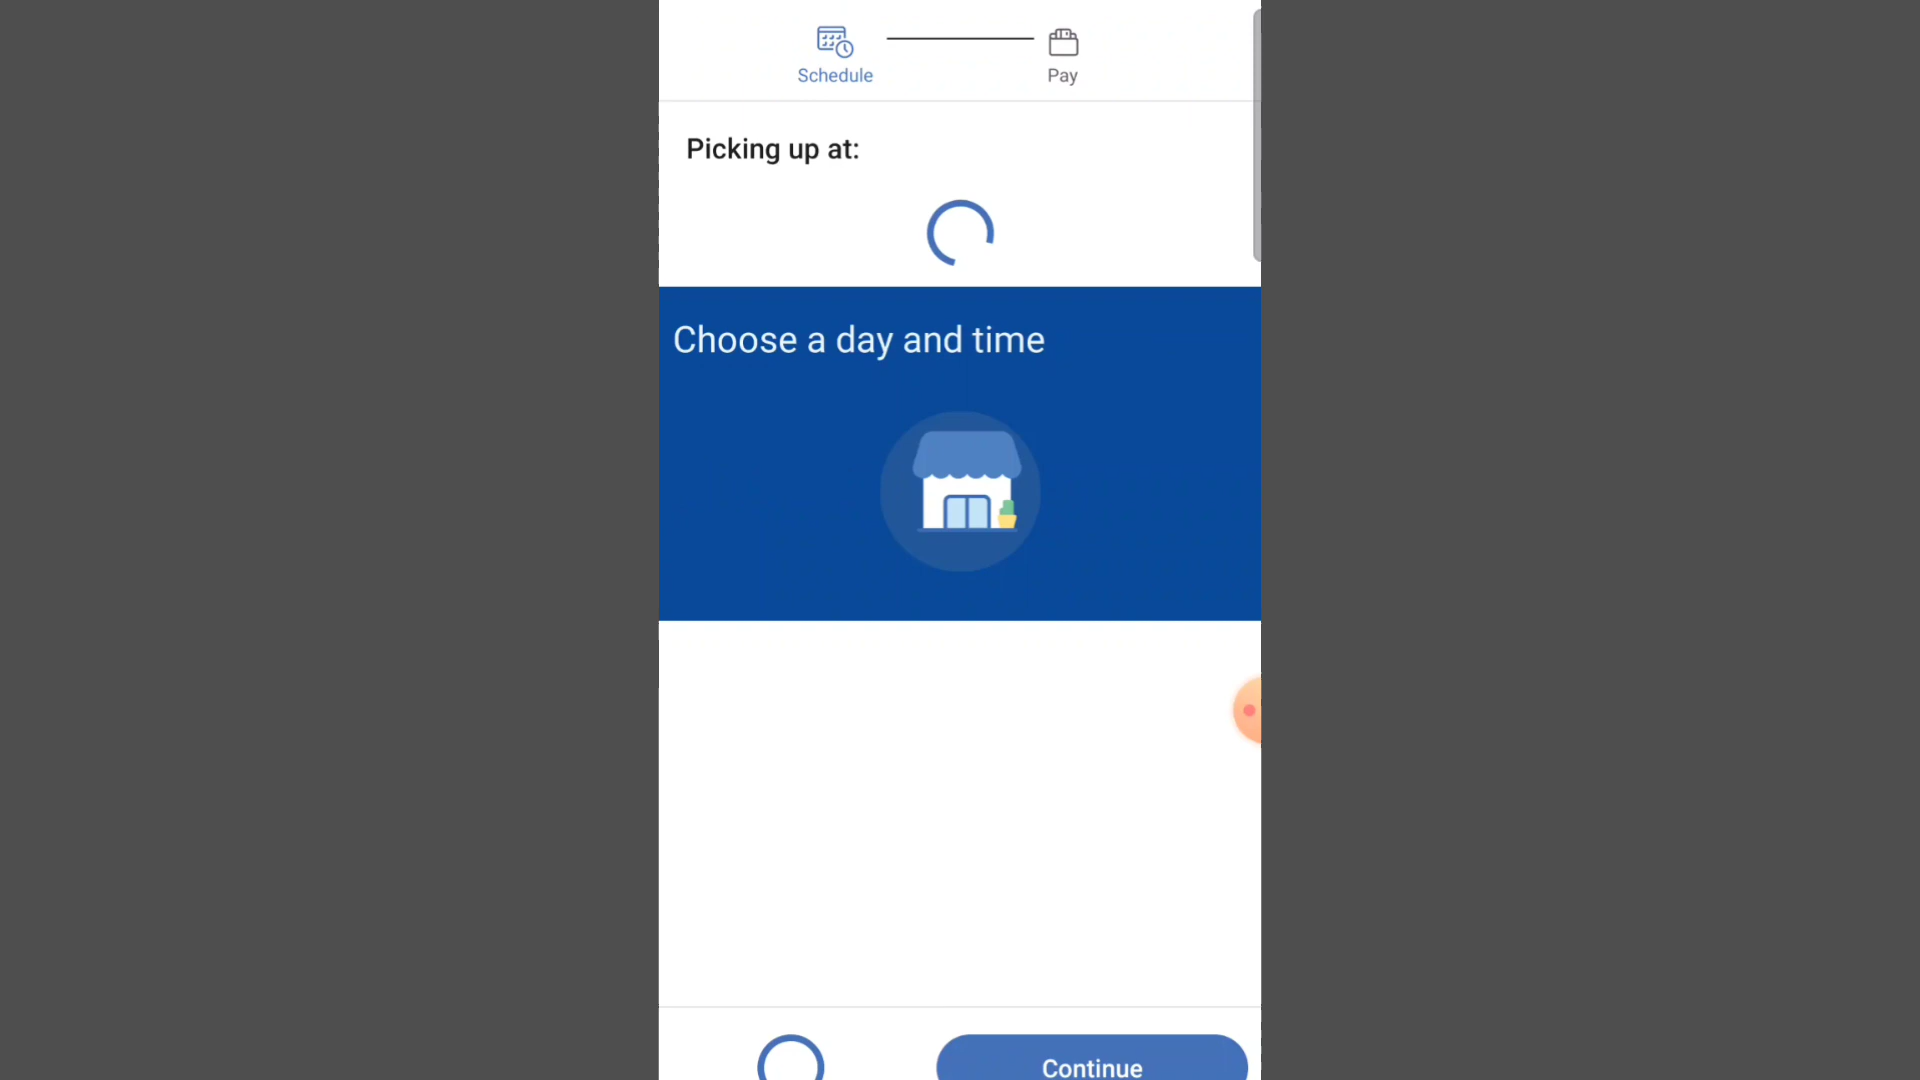 Schedule
Pay
Picking up at:
Choose a day and time
Continue